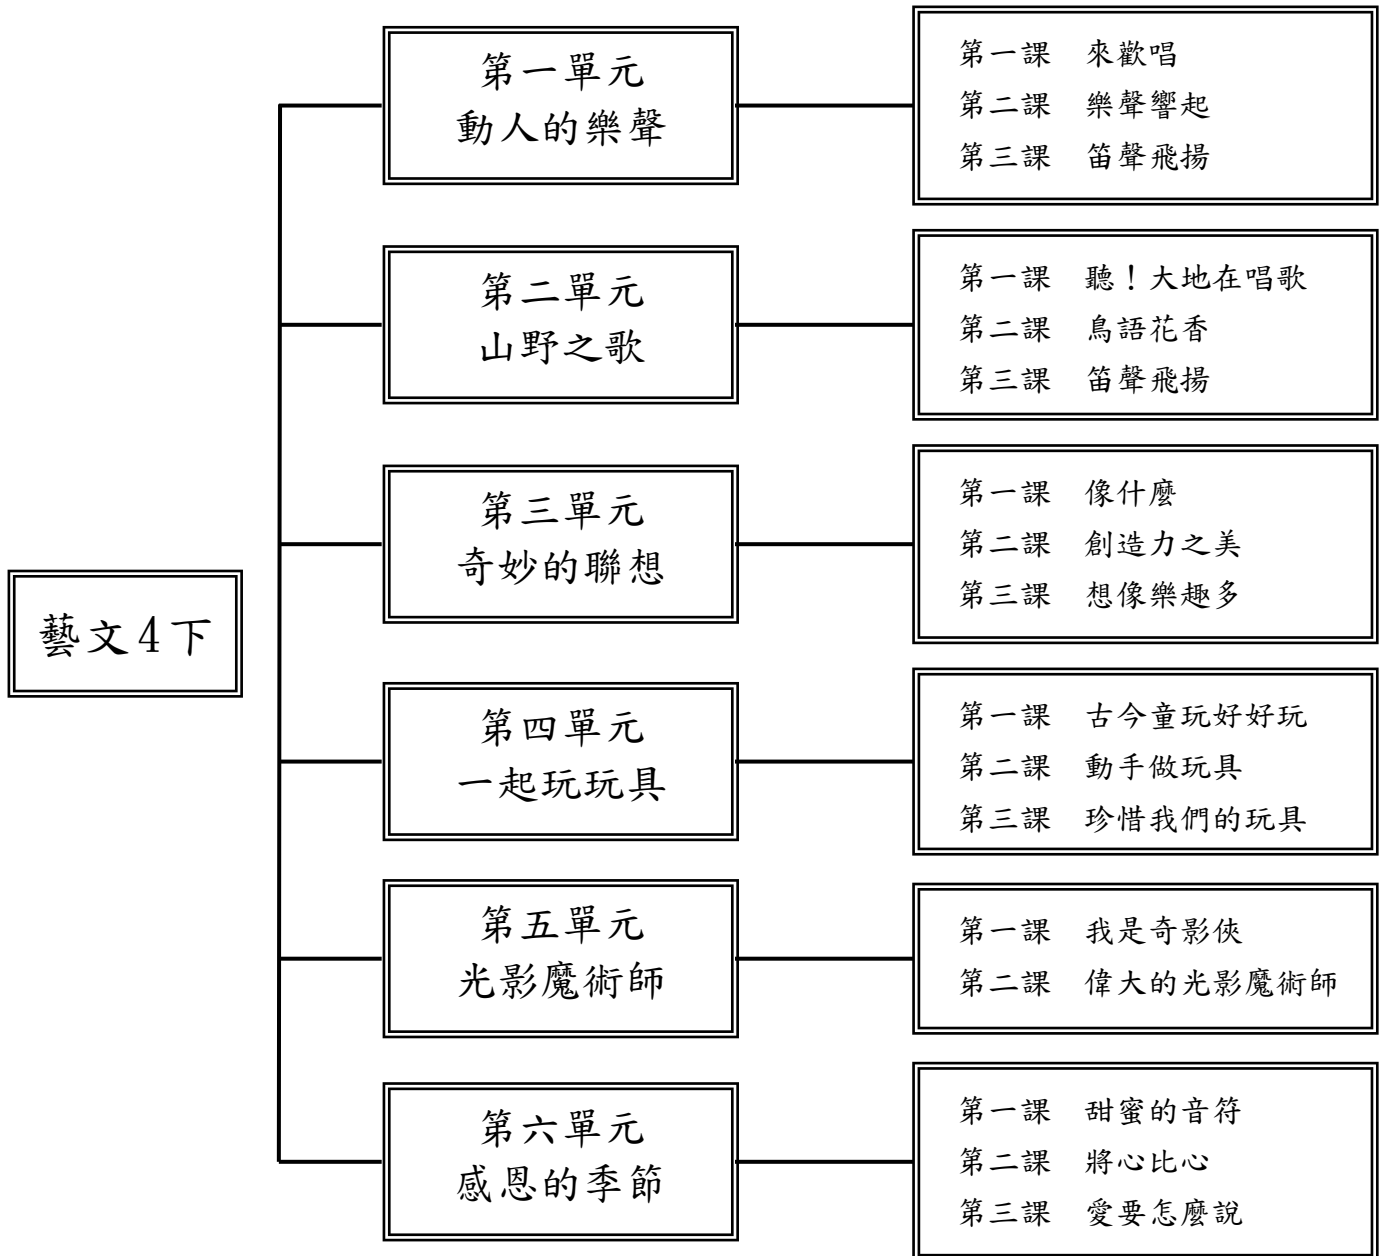 藝文4下
第一單元
動人的樂聲
第一課 來歡唱
第二課 樂聲響起
第三課 笛聲飛揚
第二單元
山野之歌
第一課 聽！大地在唱歌
第二課 鳥語花香
第三課 笛聲飛揚
第三單元
奇妙的聯想
第一課 像什麼
第二課 創造力之美
第三課 想像樂趣多
第四單元
一起玩玩具
第一課 古今童玩好好玩
第二課 動手做玩具
第三課 珍惜我們的玩具
第五單元
光影魔術師
第一課 我是奇影俠
第二課 偉大的光影魔術師
第六單元
感恩的季節
第一課 甜蜜的音符
第二課 將心比心
第三課 愛要怎麼說